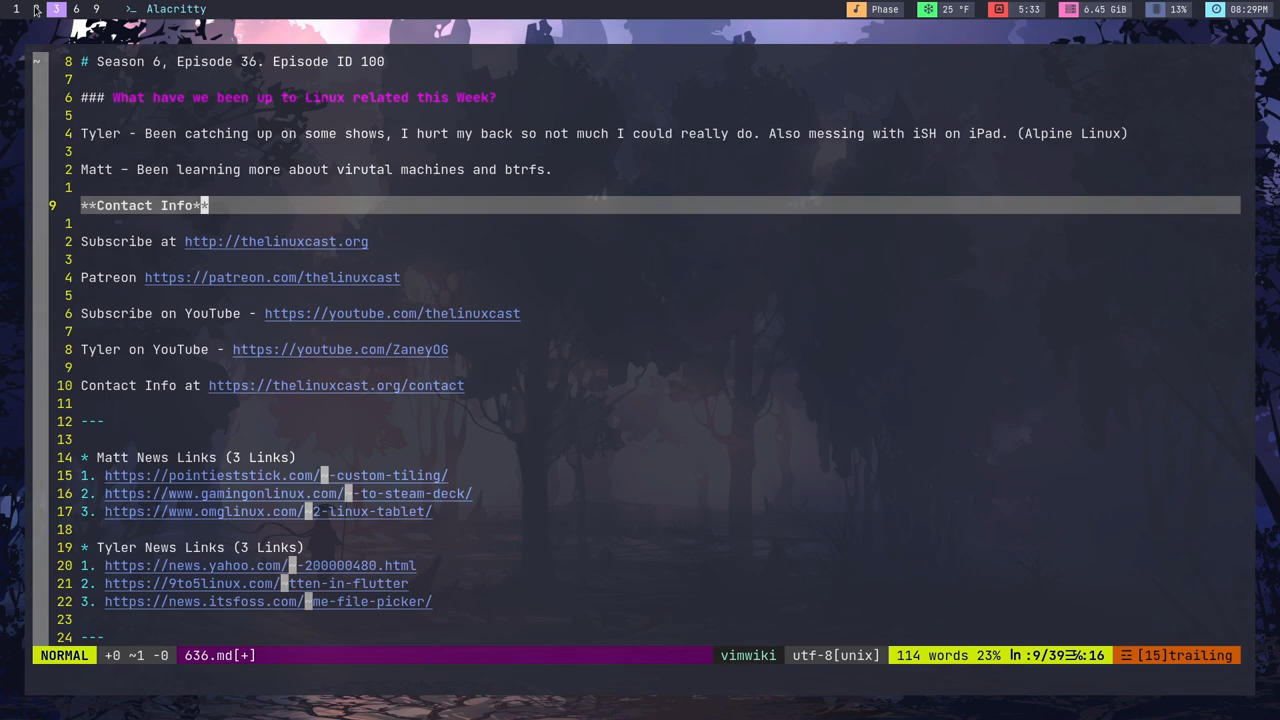 1 3 6 9 >_ Alacritty Phase 25 °F 5:33 6.45 GiB 13% 08:29PM
~ 8 # Season 6, Episode 36. Episode ID 100
7
6 ### What have we been up to Linux related this Week?
5
4 Tyler - Been catching up on some shows, I hurt my back so not much I could really do. Also messing with iSH on iPad. (Alpine Linux)
3
2 Matt - Been learning more about virutal machines and btrfs.
1
9 **Contact Info**
1
2 Subscribe at http://thelinuxcast.org
3
4 Patreon https://patreon.com/thelinuxcast
5
6 Subscribe on YouTube - https://youtube.com/thelinuxcast
7
8 Tyler on YouTube - https://youtube.com/ZaneyOG
9
10 Contact Info at https://thelinuxcast.org/contact
11
12 ---
13
14 * Matt News Links (3 Links)
15 1. https://pointieststick.com/~-custom-tiling/
16 2. https://www.gamingonlinux.com/~-to-steam-deck/
17 3. https://www.omglinux.com/~2-linux-tablet/
18
19 * Tyler News Links (3 Links)
20 1. https://news.yahoo.com/~-200000480.html
21 2. https://9to5linux.com/~tten-in-flutter
22 3. https://news.itsfoss.com/~me-file-picker/
23
24 ---
NORMAL +0 ~1 -0 636.md[+] vimwiki utf-8[unix] 114 words 23% ln :9/39☰℅:16 ☲ [15]trailing